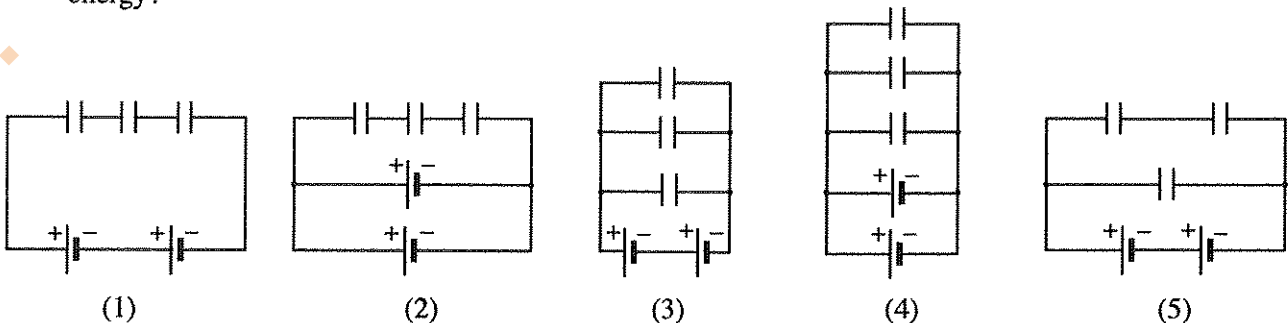 energy?
+ − + −
+ −
+ −
+ − + −
+ −
+ −
+ − + −
(1) (2) (3) (4) (5)